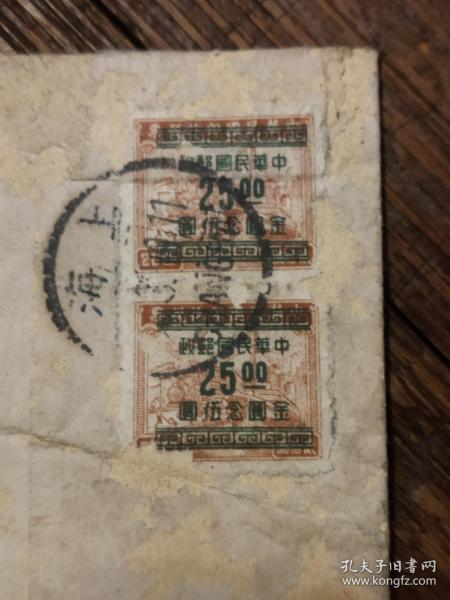 中華民國郵政
25.00
金圓念伍圓
上海
中華民國郵政
25.00
金圓念伍圓
孔夫子旧书网
www.kongfz.com